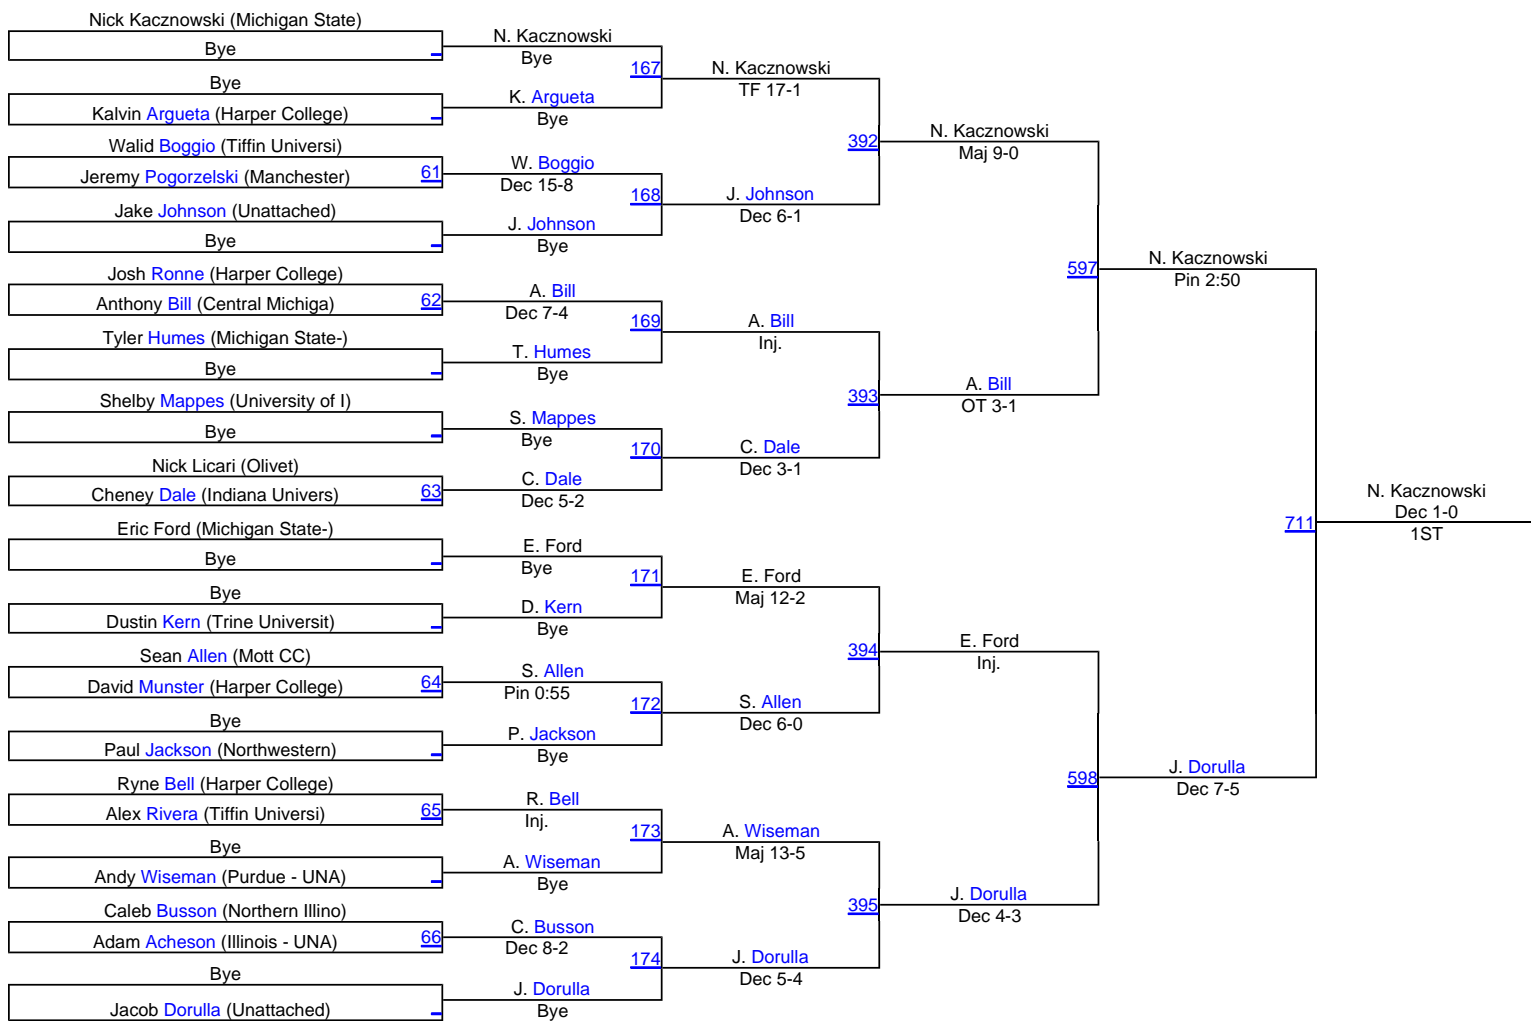 Nick Kacznowski (Michigan State)
Bye
Bye
Kalvin Argueta (Harper College)
Walid Boggio (Tiffin Universi)
Jeremy Pogorzelski (Manchester)
61
Jake Johnson (Unattached)
Bye
Josh Ronne (Harper College)
Anthony Bill (Central Michiga)
62
Tyler Humes (Michigan State-)
Bye
Shelby Mappes (University of I)
Bye
Nick Licari (Olivet)
Cheney Dale (Indiana Univers)
63
Eric Ford (Michigan State-)
Bye
Bye
Dustin Kern (Trine Universit)
Sean Allen (Mott CC)
David Munster (Harper College)
64
Bye
Paul Jackson (Northwestern)
Ryne Bell (Harper College)
Alex Rivera (Tiffin Universi)
65
Bye
Andy Wiseman (Purdue - UNA)
Caleb Busson (Northern Illino)
Adam Acheson (Illinois - UNA)
66
Bye
Jacob Dorulla (Unattached)
N. Kacznowski
Bye
167
K. Argueta
Bye
W. Boggio
Dec 15-8
168
J. Johnson
Bye
A. Bill
Dec 7-4
169
T. Humes
Bye
S. Mappes
Bye
170
C. Dale
Dec 5-2
E. Ford
Bye
171
D. Kern
Bye
S. Allen
Pin 0:55
172
P. Jackson
Bye
R. Bell
Inj.
173
A. Wiseman
Bye
C. Busson
Dec 8-2
174
J. Dorulla
Bye
N. Kacznowski
TF 17-1
392
J. Johnson
Dec 6-1
A. Bill
Inj.
393
C. Dale
Dec 3-1
E. Ford
Maj 12-2
394
S. Allen
Dec 6-0
A. Wiseman
Maj 13-5
395
J. Dorulla
Dec 5-4
N. Kacznowski
Maj 9-0
597
A. Bill
OT 3-1
E. Ford
Inj.
598
J. Dorulla
Dec 4-3
N. Kacznowski
Pin 2:50
711
J. Dorulla
Dec 7-5
N. Kacznowski
Dec 1-0
1ST